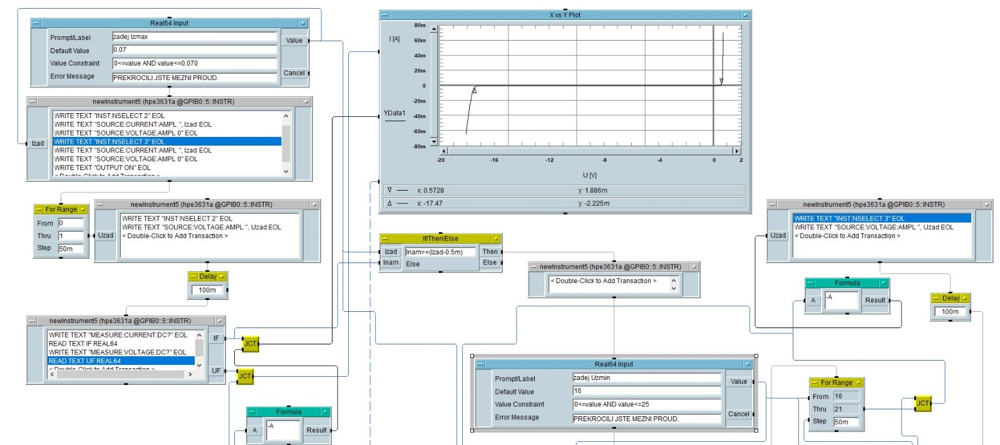 Real64 Input
Prompt/Label zadej Izmax
Value
Default Value 0.07
Value Constraint 0<=value AND value<=0,070
Cancel
Error Message PREKROCILI JSTE MEZNI PROUD.
newInstrument5 (hpe3631a @GPIB0::5::INSTR)
WRITE TEXT "INST:NSELECT 2" EOL
WRITE TEXT "SOURCE:CURRENT:AMPL ", Izad EOL
WRITE TEXT "SOURCE:VOLTAGE:AMPL 0" EOL
WRITE TEXT "INST:NSELECT 3" EOL
Izad
WRITE TEXT "SOURCE:CURRENT:AMPL ", Izad EOL
WRITE TEXT "SOURCE:VOLTAGE:AMPL 0" EOL
WRITE TEXT "OUTPUT ON" EOL
< Double-Click to Add Transaction >
For Range
From 0
Thru 1
Step 50m
newInstrument5 (hpe3631a @GPIB0::5::INSTR)
WRITE TEXT "INST:NSELECT 2" EOL
WRITE TEXT "SOURCE:VOLTAGE:AMPL ", Uzad EOL
Uzad
< Double-Click to Add Transaction >
Delay
100m
newInstrument5 (hpe3631a @GPIB0::5::INSTR)
WRITE TEXT "MEASURE:CURRENT:DC?" EOL
IF
READ TEXT IF REAL64
WRITE TEXT "MEASURE:VOLTAGE:DC?" EOL
READ TEXT UF REAL64
UF
< Double-Click to Add Transaction >
JCT
JCT
Formula
A
-A
Result
X vs Y Plot
I [A]
YData1
80m
60m
40m
20m
0
-20m
-40m
-60m
-80m
-20 -16 -12 -8 -4 0 2
U [V]
x: 0.5728 y: 1.886m
x: -17.47 y: -2.225m
If/Then/Else
Izad Inam>=(Izad-0.5m) Then
Inam Else Else
newInstrument5 (hpe3631a @GPIB0::5::INSTR)
< Double-Click to Add Transaction >
Real64 Input
Prompt/Label zadej Uzmin
Value
Default Value 16
Value Constraint 0<=value AND value<=25
Cancel
Error Message PREKROCILI JSTE MEZNI PROUD.
newInstrument5 (hpe3631a @GPIB0::5::INSTR)
WRITE TEXT "INST:NSELECT 3" EOL
WRITE TEXT "SOURCE:VOLTAGE:AMPL ", Uzad EOL
Uzad
< Double-Click to Add Transaction >
Formula
A
-A
Result
Delay
100m
For Range
From 16
Thru 21
Step 50m
JCT